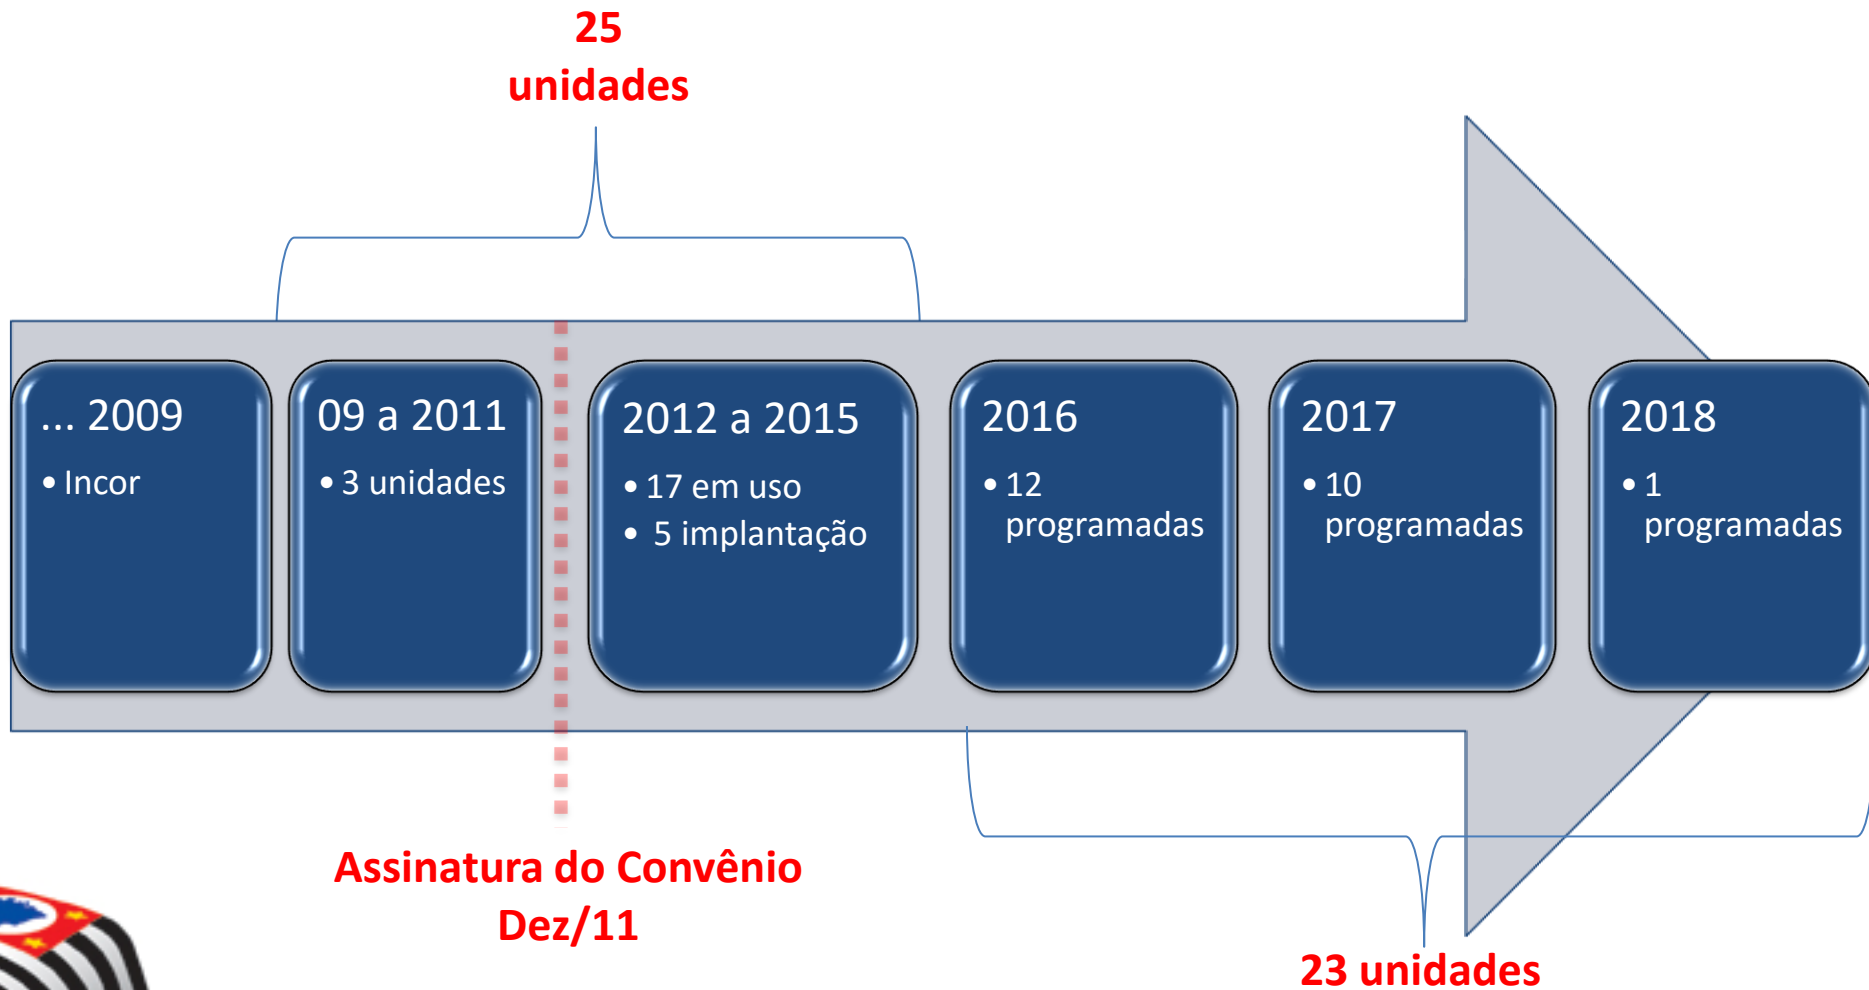 25
unidades
... 2009
• Incor
09 a 2011
• 3 unidades
2012 a 2015
• 17 em uso
• 5 implantação
2016
• 12
programadas
2017
• 10
programadas
2018
• 1
programadas
Assinatura do Convênio
Dez/11
23 unidades